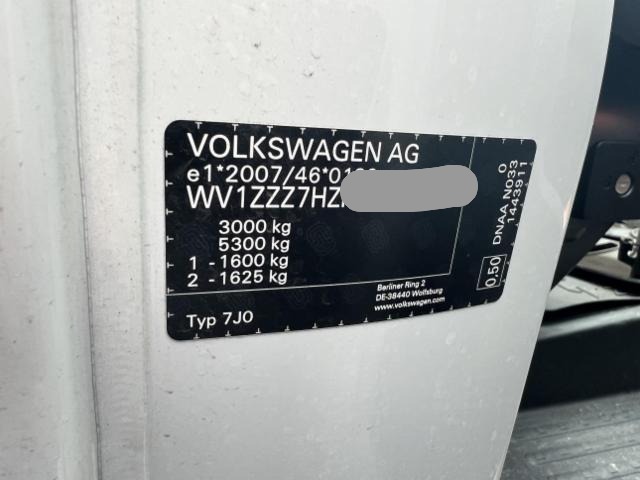 VOLKSWAGEN AG
e1*2007/46*01
WV1ZZZ7HZ
3000 kg
5300 kg
1 - 1600 kg
2 - 1625 kg
Berliner Ring 2
DE-38440 Wolfsburg
www.volkswagen.com
Typ 7J0
0,50
DNAA N033 0
1443911